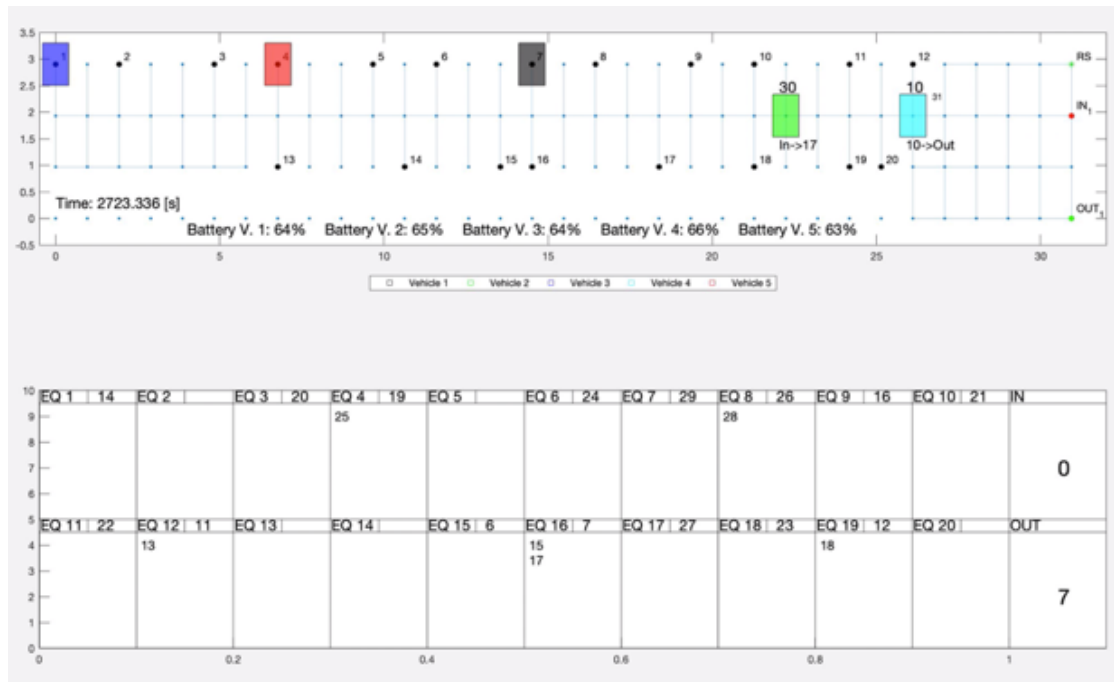 3.5
3
2.5
2
1.5
1
0.5
0
-0.5
1 2 3 4 5 6 7 8 9 10 11 12 RS
30 10 31 IN1
In->17 10->Out
13 14 15 16 17 18 19 20
Time: 2723.336 [s]
OUT1
Battery V. 1: 64% Battery V. 2: 65% Battery V. 3: 64% Battery V. 4: 66% Battery V. 5: 63%
0 5 10 15 20 25 30
Vehicle 1 Vehicle 2 Vehicle 3 Vehicle 4 Vehicle 5
10
9
8
7
6
5
4
3
2
1
0
EQ 1 14 EQ 2 EQ 3 20 EQ 4 19 EQ 5 EQ 6 24 EQ 7 29 EQ 8 26 EQ 9 16 EQ 10 21 IN
25 28
0
EQ 11 22 EQ 12 11 EQ 13 EQ 14 EQ 15 6 EQ 16 7 EQ 17 27 EQ 18 23 EQ 19 12 EQ 20 OUT
13 15 18
17
7
0 0.2 0.4 0.6 0.8 1